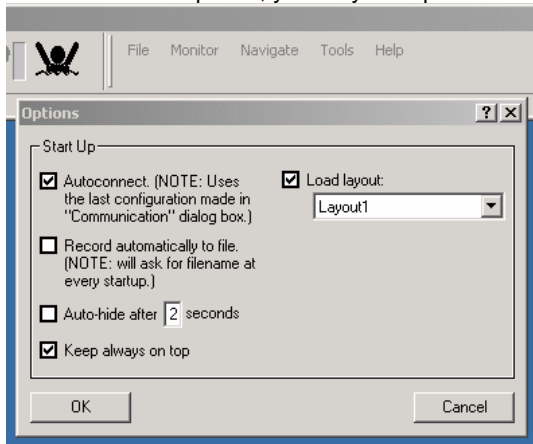 File Monitor Navigate Tools Help
Options
Start Up
Autoconnect. (NOTE: Uses
the last configuration made in
"Communication" dialog box.)
Load layout:
Layout1
Record automatically to file.
(NOTE: will ask for filename at
every startup.)
Auto-hide after 2 seconds
Keep always on top
OK
Cancel